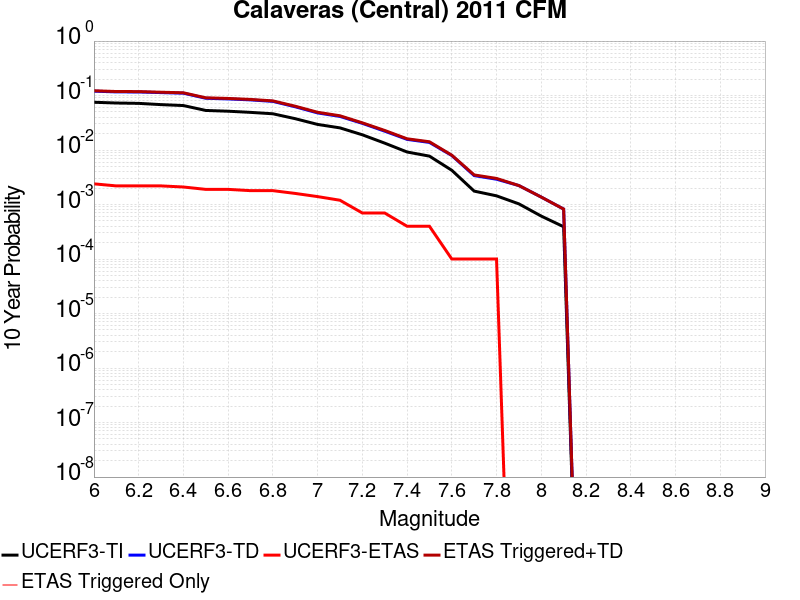 Calaveras (Central) 2011 CFM
10^0
10^-1
10^-2
10^-3
10^-4
10^-5
10^-6
10^-7
10^-8
10 Year Probability
6 6.2 6.4 6.6 6.8 7 7.2 7.4 7.6 7.8 8 8.2 8.4 8.6 8.8 9
Magnitude
UCERF3-TI UCERF3-TD UCERF3-ETAS ETAS Triggered+TD
ETAS Triggered Only